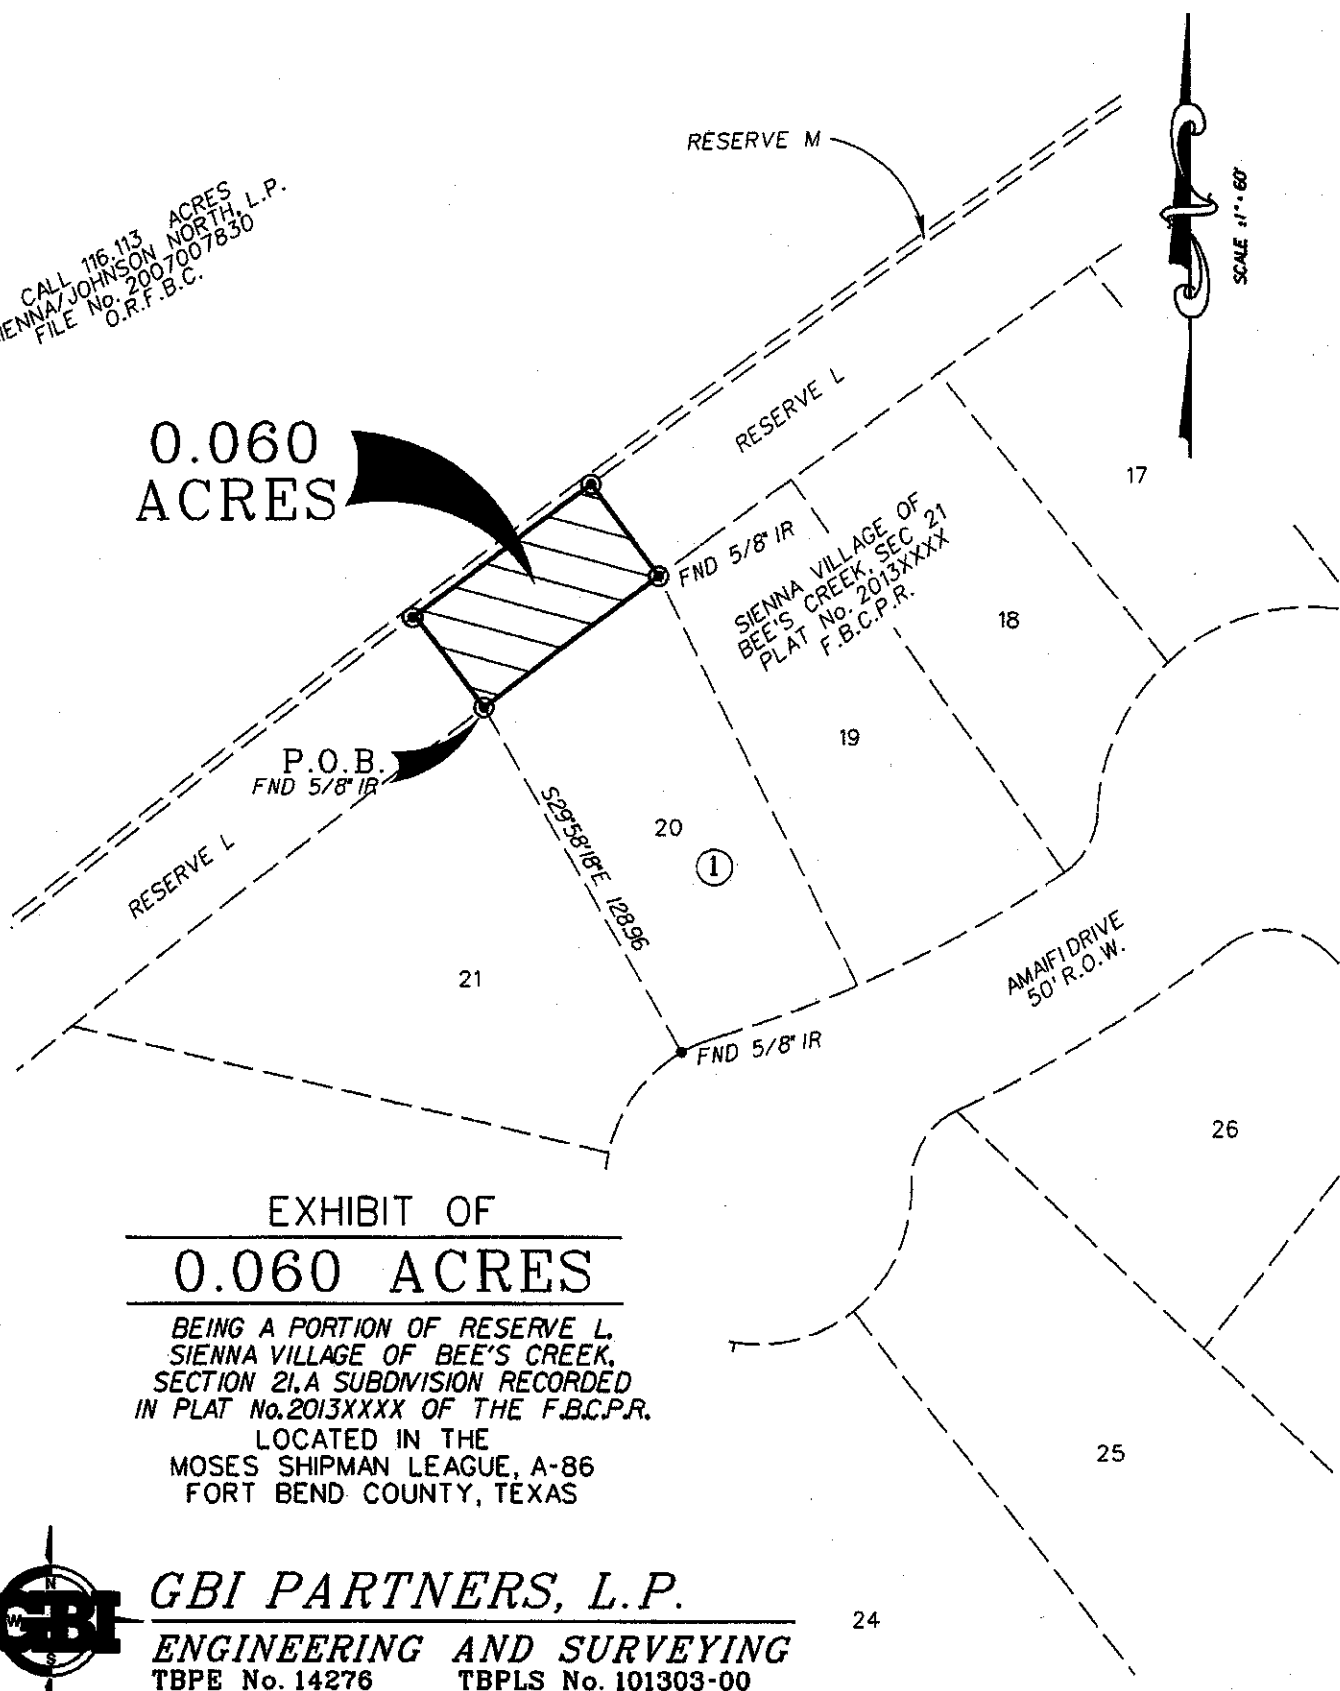 RESERVE M
SCALE :1"=60'
CALL 116.113 ACRES
IENNA/JOHNSON NORTH, L.P.
FILE No. 2007007830
O.R.F.B.C.
0.060
ACRES
RESERVE L
17
FND 5/8" IR
SIENNA VILLAGE OF
BEE'S CREEK, SEC 21
PLAT No. 2013XXXX
F.B.C.P.R.
18
19
P.O.B.
FND 5/8" IR
S29°58'18"E 128.96
20
1
RESERVE L
21
AMAIFI DRIVE
50' R.O.W.
FND 5/8" IR
26
EXHIBIT OF
0.060 ACRES
BEING A PORTION OF RESERVE L,
SIENNA VILLAGE OF BEE'S CREEK,
SECTION 21, A SUBDIVISION RECORDED
IN PLAT No. 2013XXXX OF THE F.B.C.P.R.
LOCATED IN THE
MOSES SHIPMAN LEAGUE, A-86
FORT BEND COUNTY, TEXAS
25
24
N
W
GBI
S
GBI PARTNERS, L.P.
ENGINEERING AND SURVEYING
TBPE No. 14276 TBPLS No. 101303-00